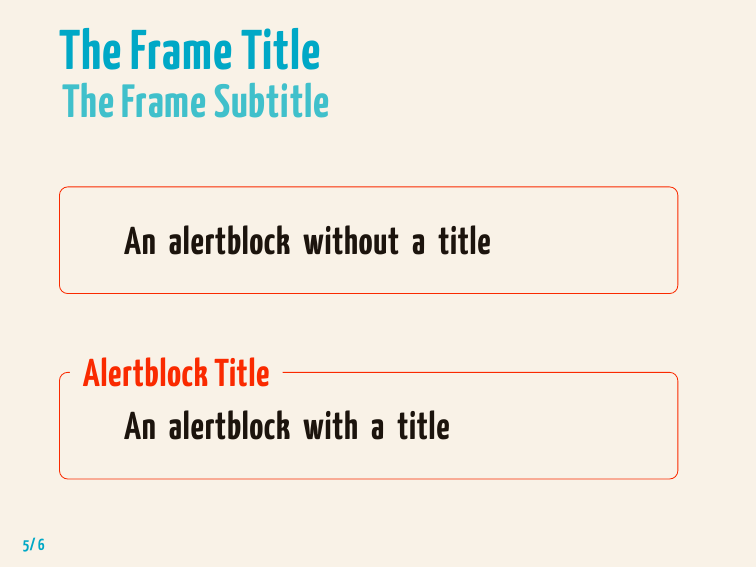 The Frame Title
The Frame Subtitle
An alertblock without a title
Alertblock Title
An alertblock with a title
5/6